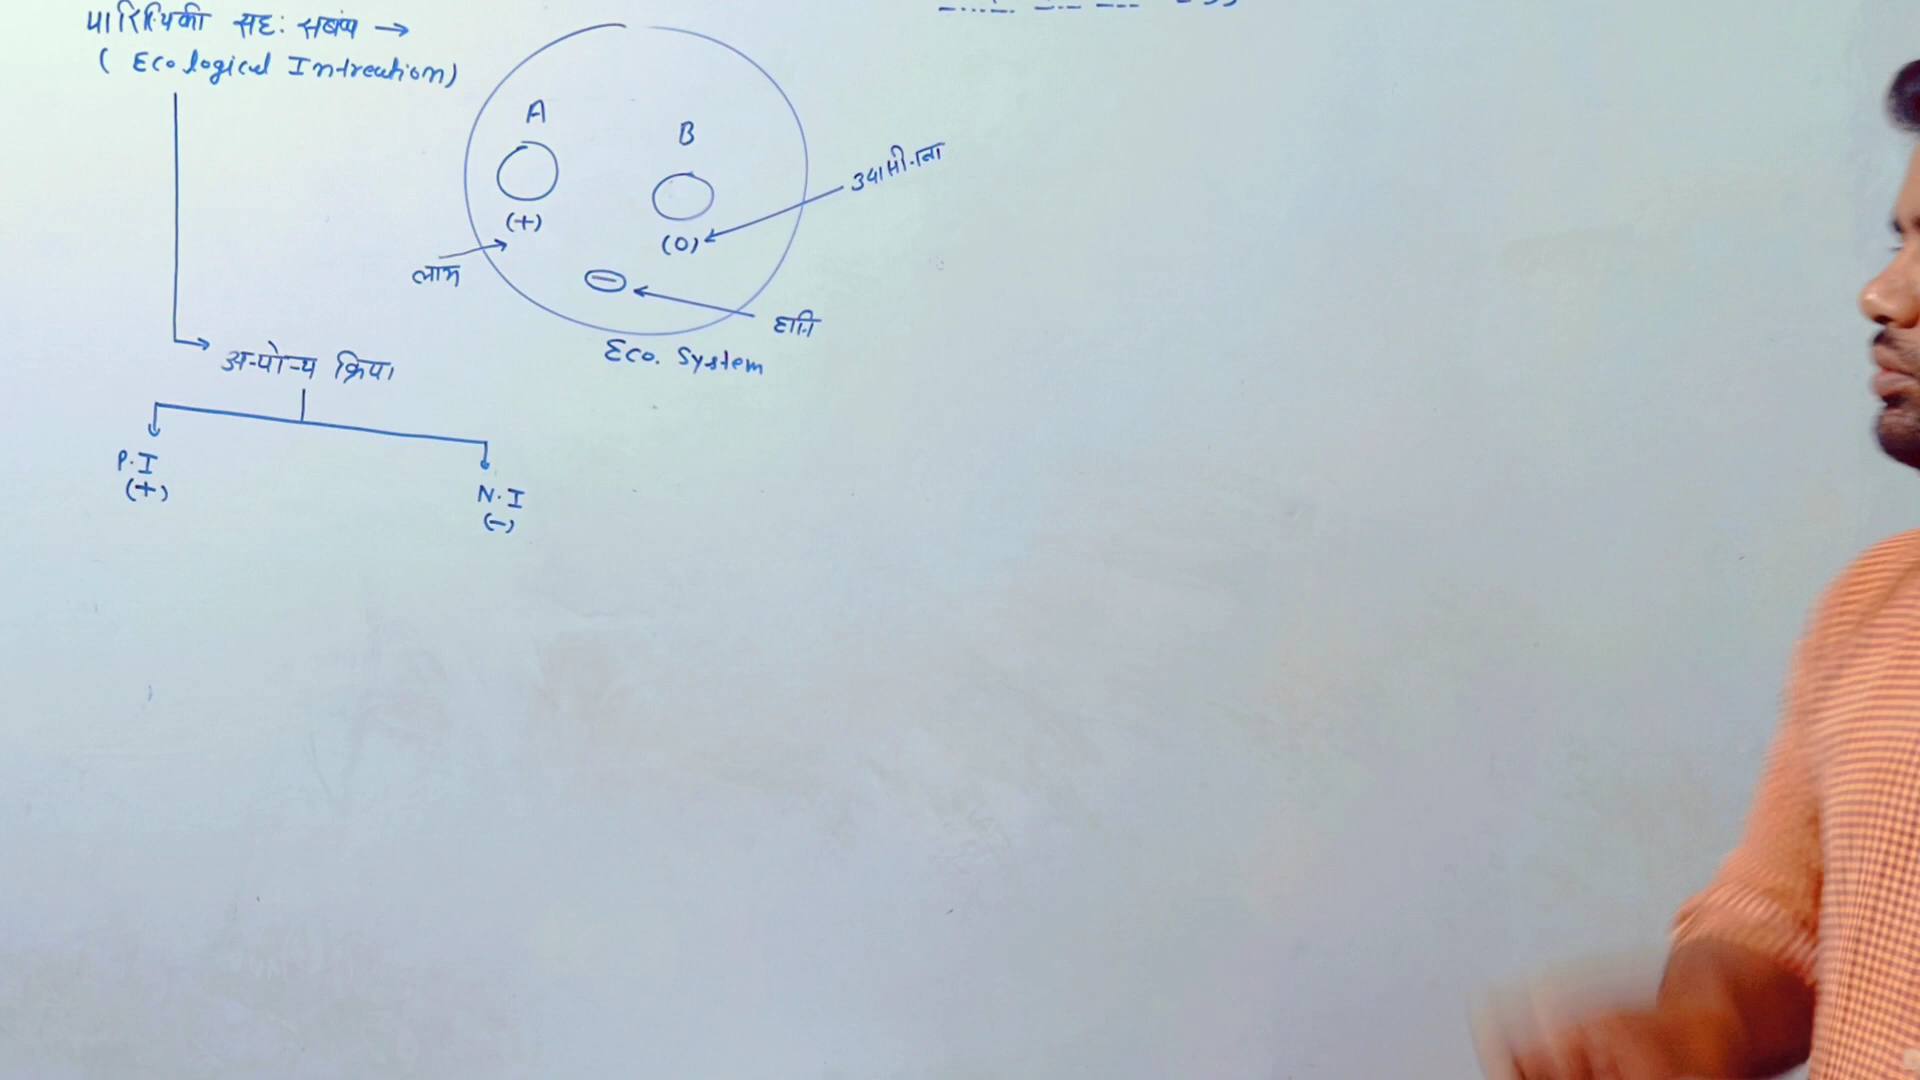 पारिस्थिकी सह: संबंध →
( Ecological Intreaction)
A
B
(+)
(0)
उदासीनता
लाभ
⊖
हानि
Eco. System
अन्योन्य क्रिया
P.I
(+)
N.I
(-)